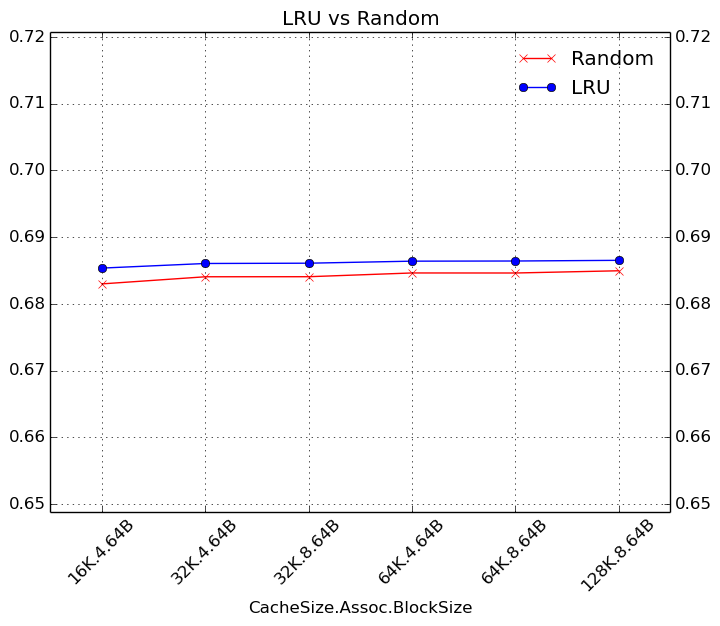 LRU vs Random
0.72 0.72
Random
LRU
0.71 0.71
0.70 0.70
0.69 0.69
0.68 0.68
0.67 0.67
0.66 0.66
0.65 0.65
16K.4.64B 32K.4.64B 32K.8.64B 64K.4.64B 64K.8.64B 128K.8.64B
CacheSize.Assoc.BlockSize